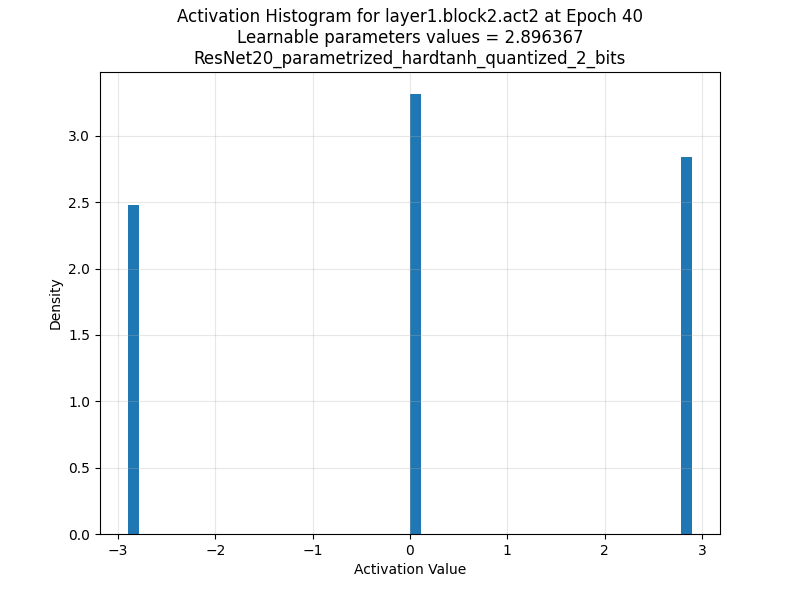 Activation Histogram for layer1.block2.act2 at Epoch 40
Learnable parameters values = 2.896367
ResNet20_parametrized_hardtanh_quantized_2_bits
Density
3.0
2.5
2.0
1.5
1.0
0.5
0.0
−3
−2
−1
0
1
2
3
Activation Value